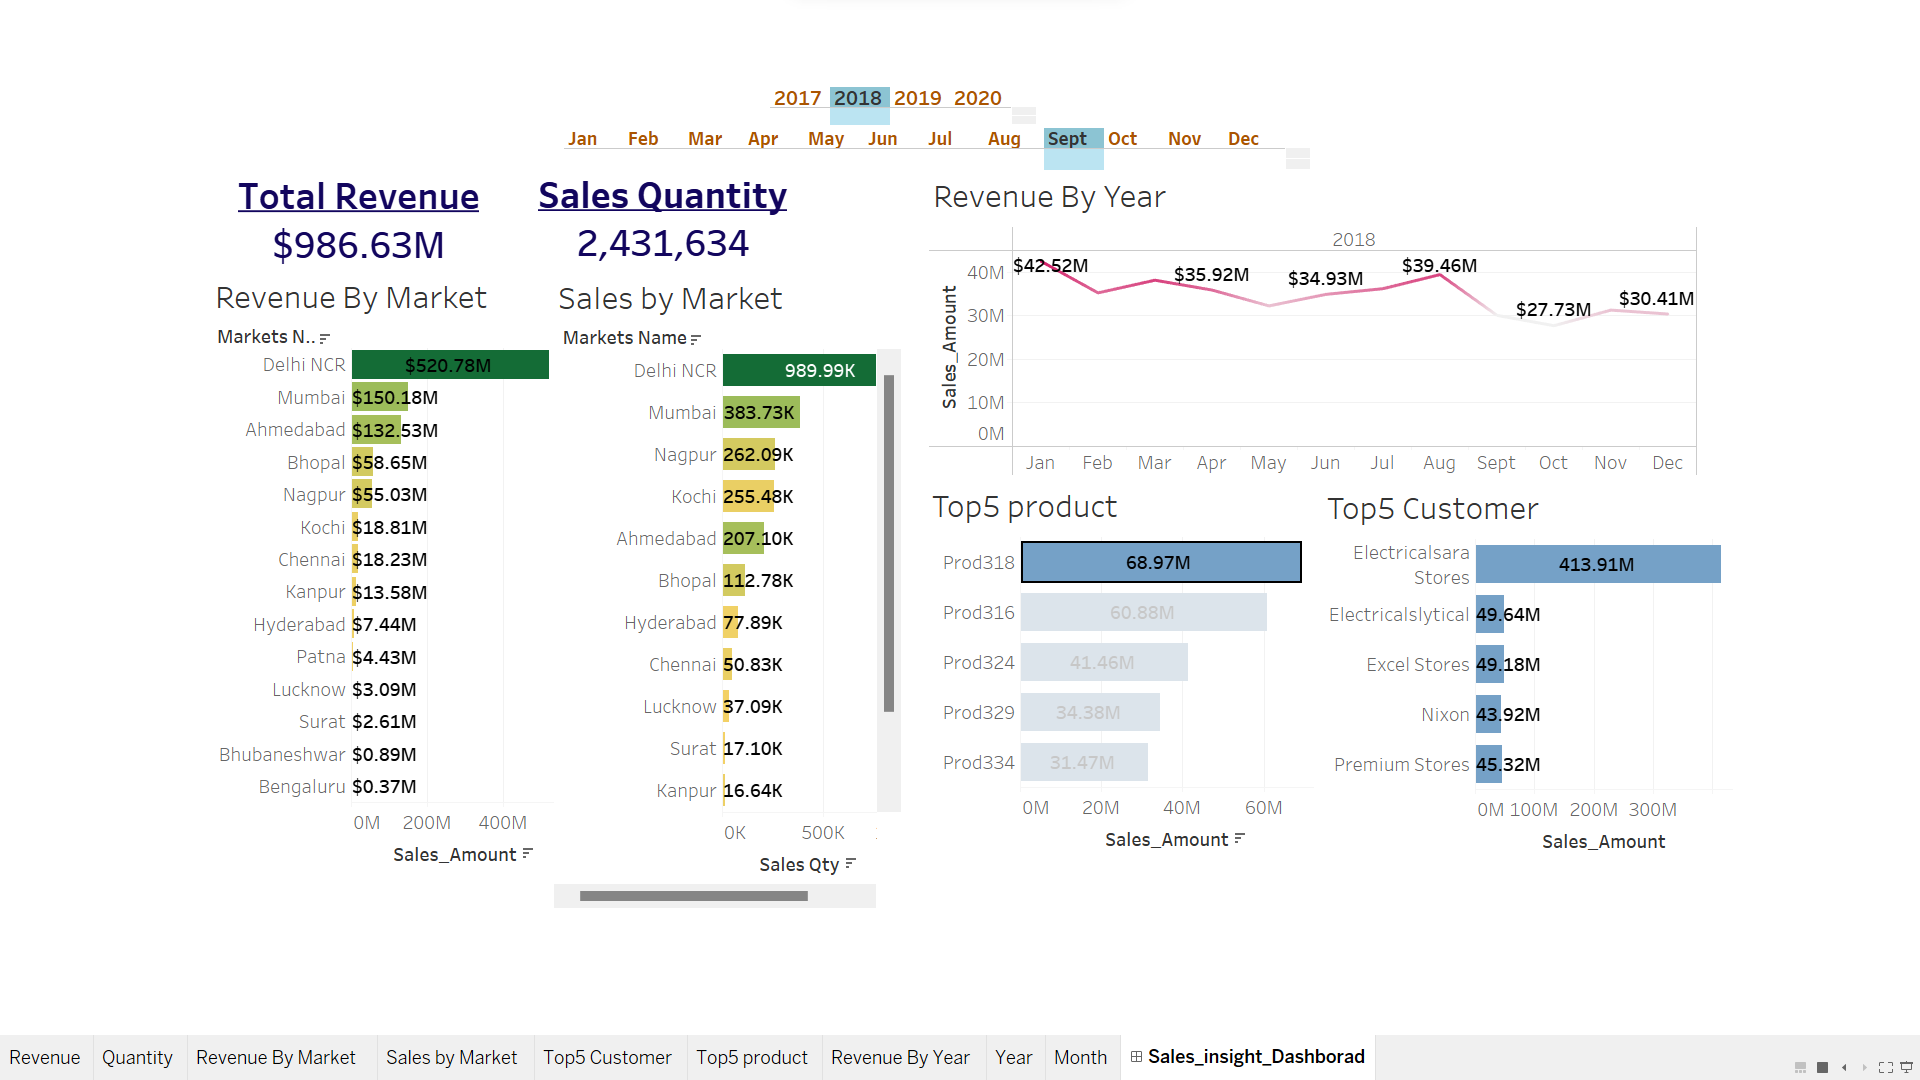 2017 2018 2019 2020
Jan Feb Mar Apr May Jun Jul Aug Sept Oct Nov Dec
Total Revenue
$986.63M
Sales Quantity
2,431,634
Revenue By Market
Markets N..
Delhi NCR $520.78M
Mumbai $150.18M
Ahmedabad $132.53M
Bhopal $58.65M
Nagpur $55.03M
Kochi $18.81M
Chennai $18.23M
Kanpur $13.58M
Hyderabad $7.44M
Patna $4.43M
Lucknow $3.09M
Surat $2.61M
Bhubaneshwar $0.89M
Bengaluru $0.37M
0M 200M 400M
Sales_Amount
Sales by Market
Markets Name
Delhi NCR 989.99K
Mumbai 383.73K
Nagpur 262.09K
Kochi 255.48K
Ahmedabad 207.10K
Bhopal 112.78K
Hyderabad 77.89K
Chennai 50.83K
Lucknow 37.09K
Surat 17.10K
Kanpur 16.64K
0K 500K
Sales Qty
Revenue By Year
2018
Sales_Amount
40M
30M
20M
10M
0M
$42.52M $35.92M $34.93M $39.46M $27.73M $30.41M
Jan Feb Mar Apr May Jun Jul Aug Sept Oct Nov Dec
Top5 product
Prod318 68.97M
Prod316 60.88M
Prod324 41.46M
Prod329 34.38M
Prod334 31.47M
0M 20M 40M 60M
Sales_Amount
Top5 Customer
Electricalsara
Stores
413.91M
Electricalslytical 49.64M
Excel Stores 49.18M
Nixon 43.92M
Premium Stores 45.32M
0M 100M 200M 300M
Sales_Amount
Revenue Quantity Revenue By Market Sales by Market Top5 Customer Top5 product Revenue By Year Year Month Sales_insight_Dashborad